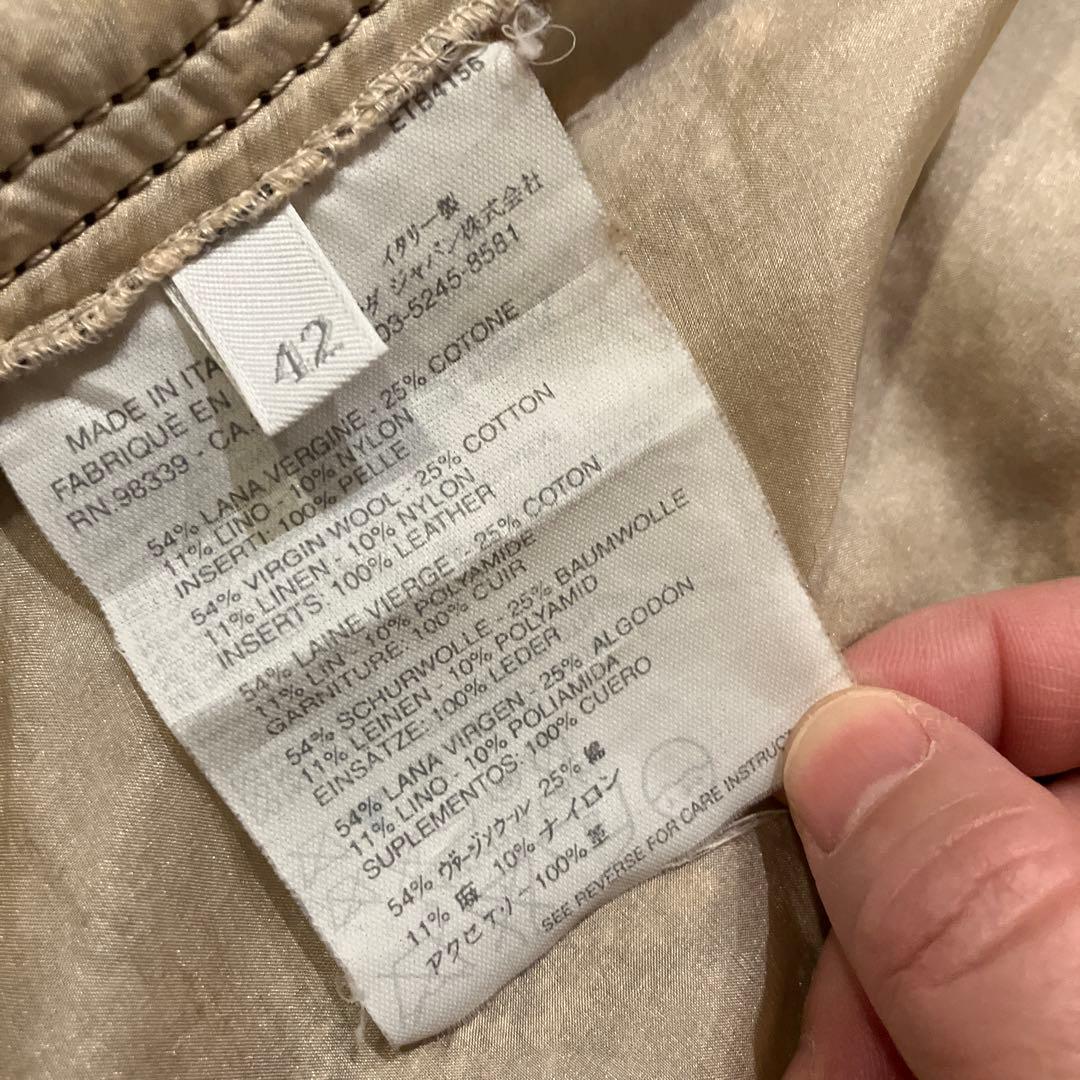 ETB4156
イタリー製
ジャパン株式会社
03-5245-8581
42
MADE IN ITA
FABRIQUÉ EN
RN.98339 - CA.
54% LANA VERGINE - 25% COTONE
11% LINO - 10% NYLON
INSERTI: 100% PELLE
54% VIRGIN WOOL - 25% COTTON
11% LINEN - 10% NYLON
INSERTS: 100% LEATHER
54% LAINE VIERGE - 25% COTON
11% LIN - 10% POLYAMIDE
GARNITURE: 100% CUIR
54% SCHURWOLLE - 25% BAUMWOLLE
11% LEINEN - 10% POLYAMID
EINSÄTZE: 100% LEDER
54% LANA VIRGEN - 25% ALGODÓN
11% LINO - 10% POLIAMIDA
SUPLEMENTOS: 100% CUERO
54% ヴァージンウール 25% 綿
11% 麻 10% ナイロン
アクセサリー 100% 革
SEE REVERSE FOR CARE INSTRUC